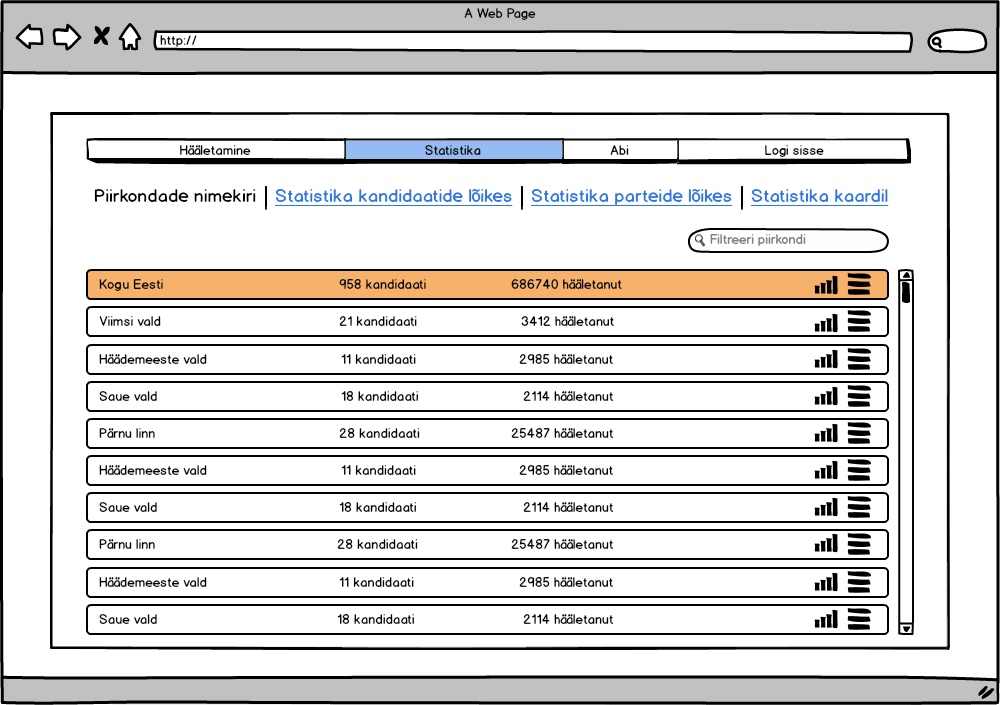 A Web Page
http://
Hääletamine Statistika Abi Logi sisse
Piirkondade nimekiri Statistika kandidaatide lõikes Statistika parteide lõikes Statistika kaardil
Filtreeri piirkondi
Kogu Eesti 958 kandidaati 686740 hääletanut
Viimsi vald 21 kandidaati 3412 hääletanut
Häädemeeste vald 11 kandidaati 2985 hääletanut
Saue vald 18 kandidaati 2114 hääletanut
Pärnu linn 28 kandidaati 25487 hääletanut
Häädemeeste vald 11 kandidaati 2985 hääletanut
Saue vald 18 kandidaati 2114 hääletanut
Pärnu linn 28 kandidaati 25487 hääletanut
Häädemeeste vald 11 kandidaati 2985 hääletanut
Saue vald 18 kandidaati 2114 hääletanut